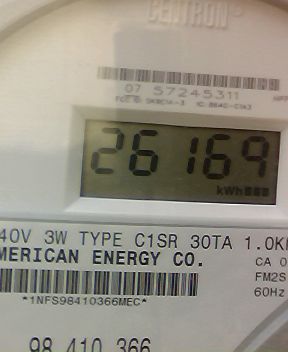 CENTRON®
07 57245311
26169
kWh
40V 3W TYPE C1SR 30TA 1.0K
MERICAN ENERGY CO.
CA 0
FM2S
60Hz
*1NFS98410366MEC*
98 410 366